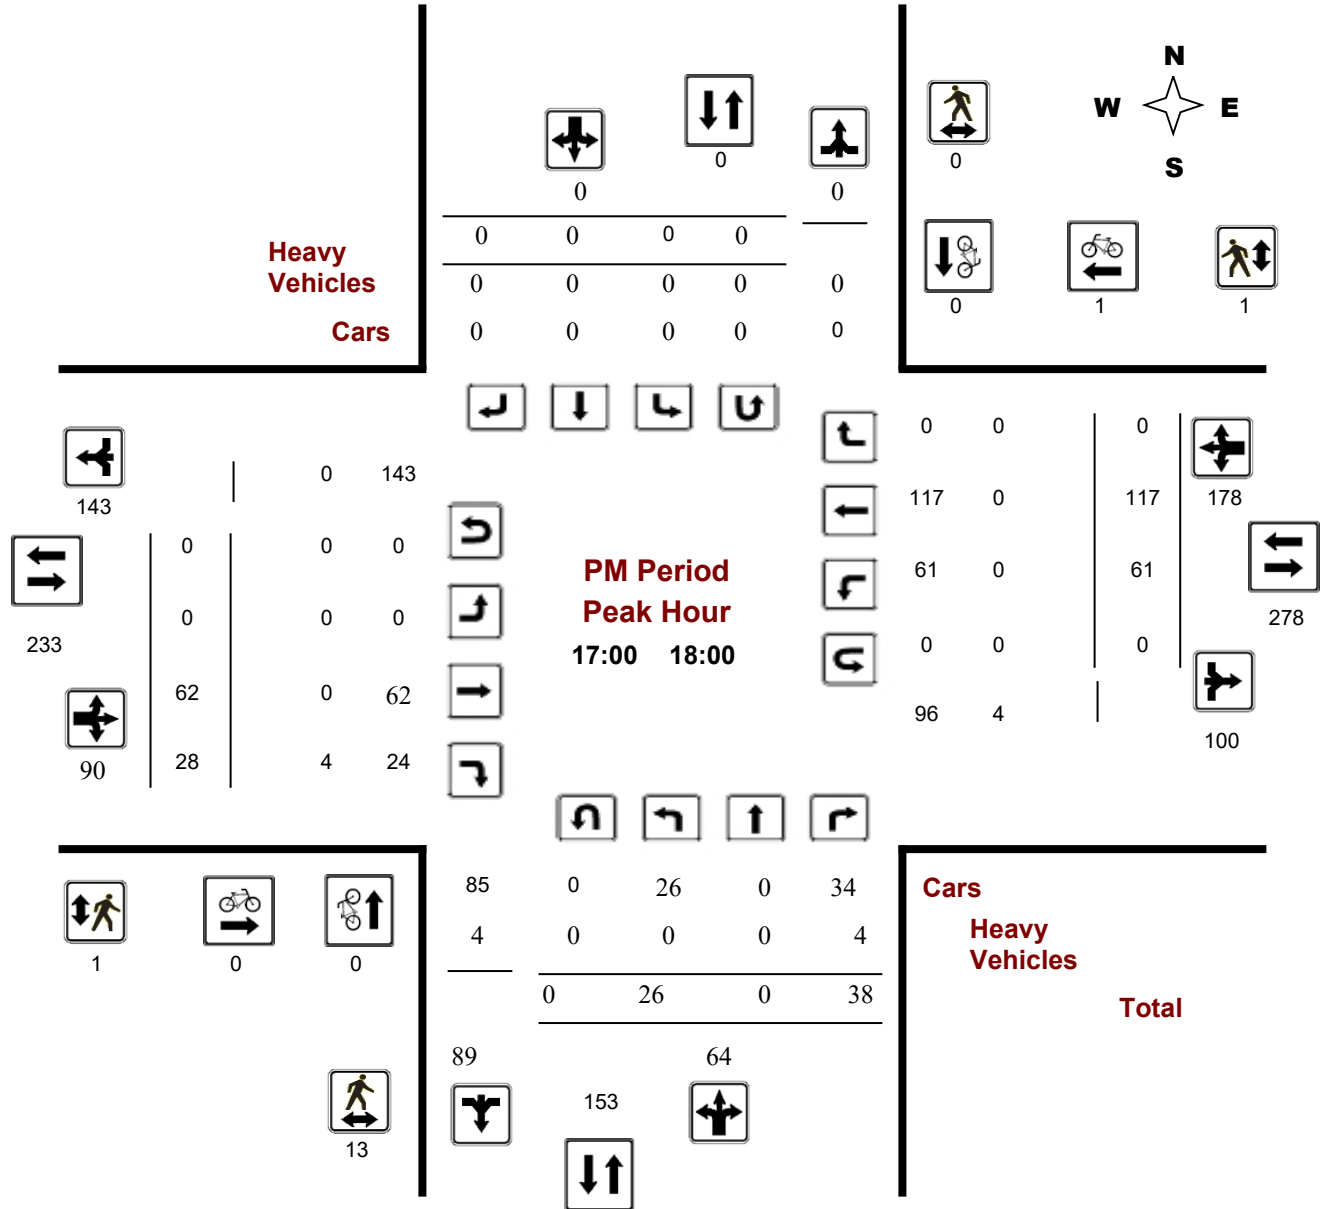 N
W E
S
0
0
0 0
0
0 0 0 0
Heavy
Vehicles
0 0 0 0 0
Cars
0 0 0 0 0
0 1 1
0 0 0
0 143
143
117 0 117 178
0 0 0
PM Period
Peak Hour
17:00 18:00
61 0 61
0 0 0
233
278
0 0 0
62 0 62
96 4
100
90
28 4 24
85 0 26 0 34
Cars
4 0 0 0 4
Heavy
Vehicles
1 0 0
0 26 0 38
Total
89 64
153
13